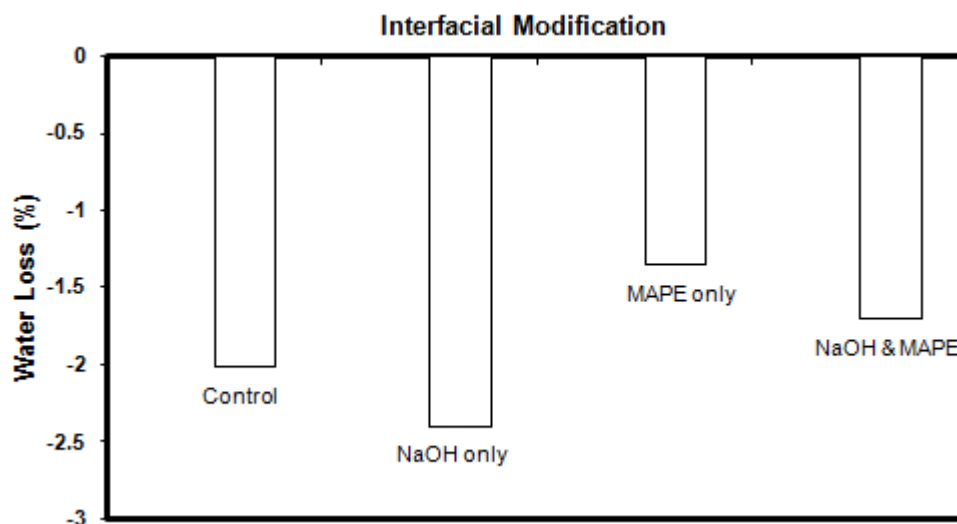 Interfacial Modification
0
-0.5
-1
-1.5
-2
-2.5
-3
Water Loss (%)
Control
NaOH only
MAPE only
NaOH & MAPE